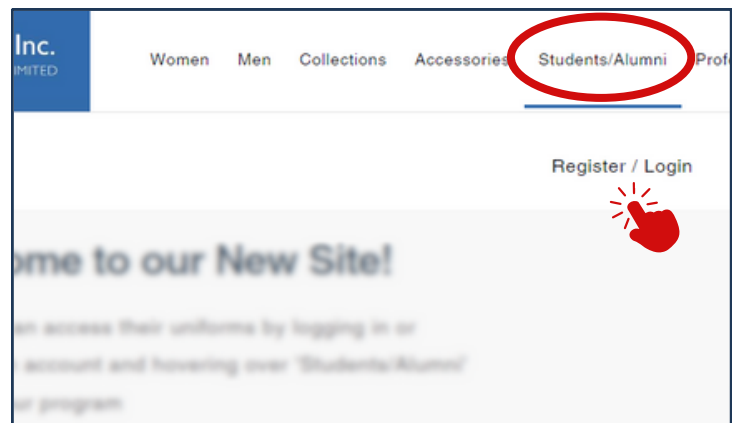 Inc.
IMITED
Women Men Collections Accessories Students/Alumni Prof
Register / Login
ome to our New Site!
an access their uniforms by logging in or
account and hovering over 'Students/Alumni'
ur program